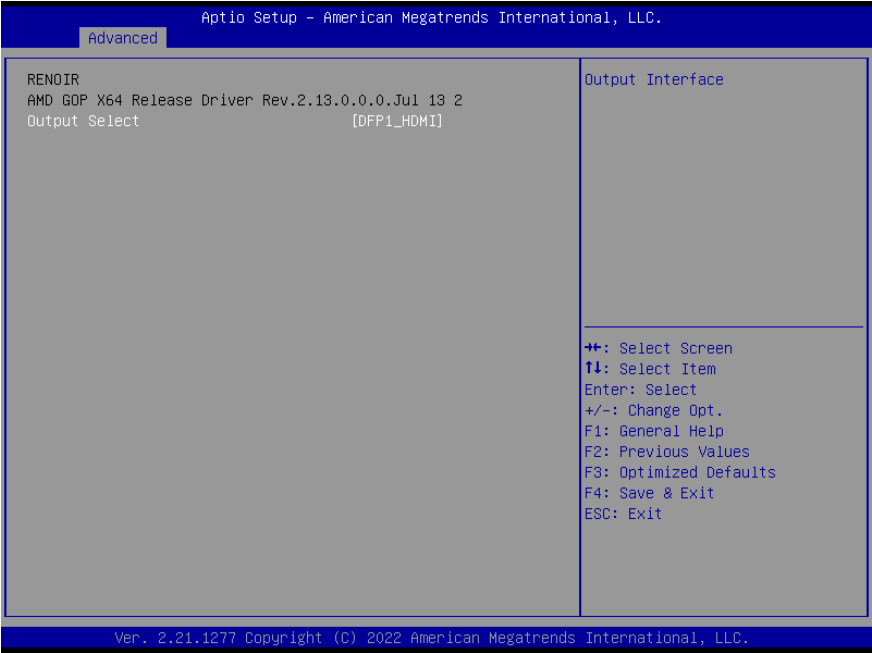 Aptio Setup – American Megatrends International, LLC.
Advanced
RENOIR
AMD GOP X64 Release Driver Rev.2.13.0.0.0.Jul 13 2
Output Select [DFP1_HDMI]
Output Interface
→←: Select Screen
↑↓: Select Item
Enter: Select
+/-: Change Opt.
F1: General Help
F2: Previous Values
F3: Optimized Defaults
F4: Save & Exit
ESC: Exit
Ver. 2.21.1277 Copyright (C) 2022 American Megatrends International, LLC.